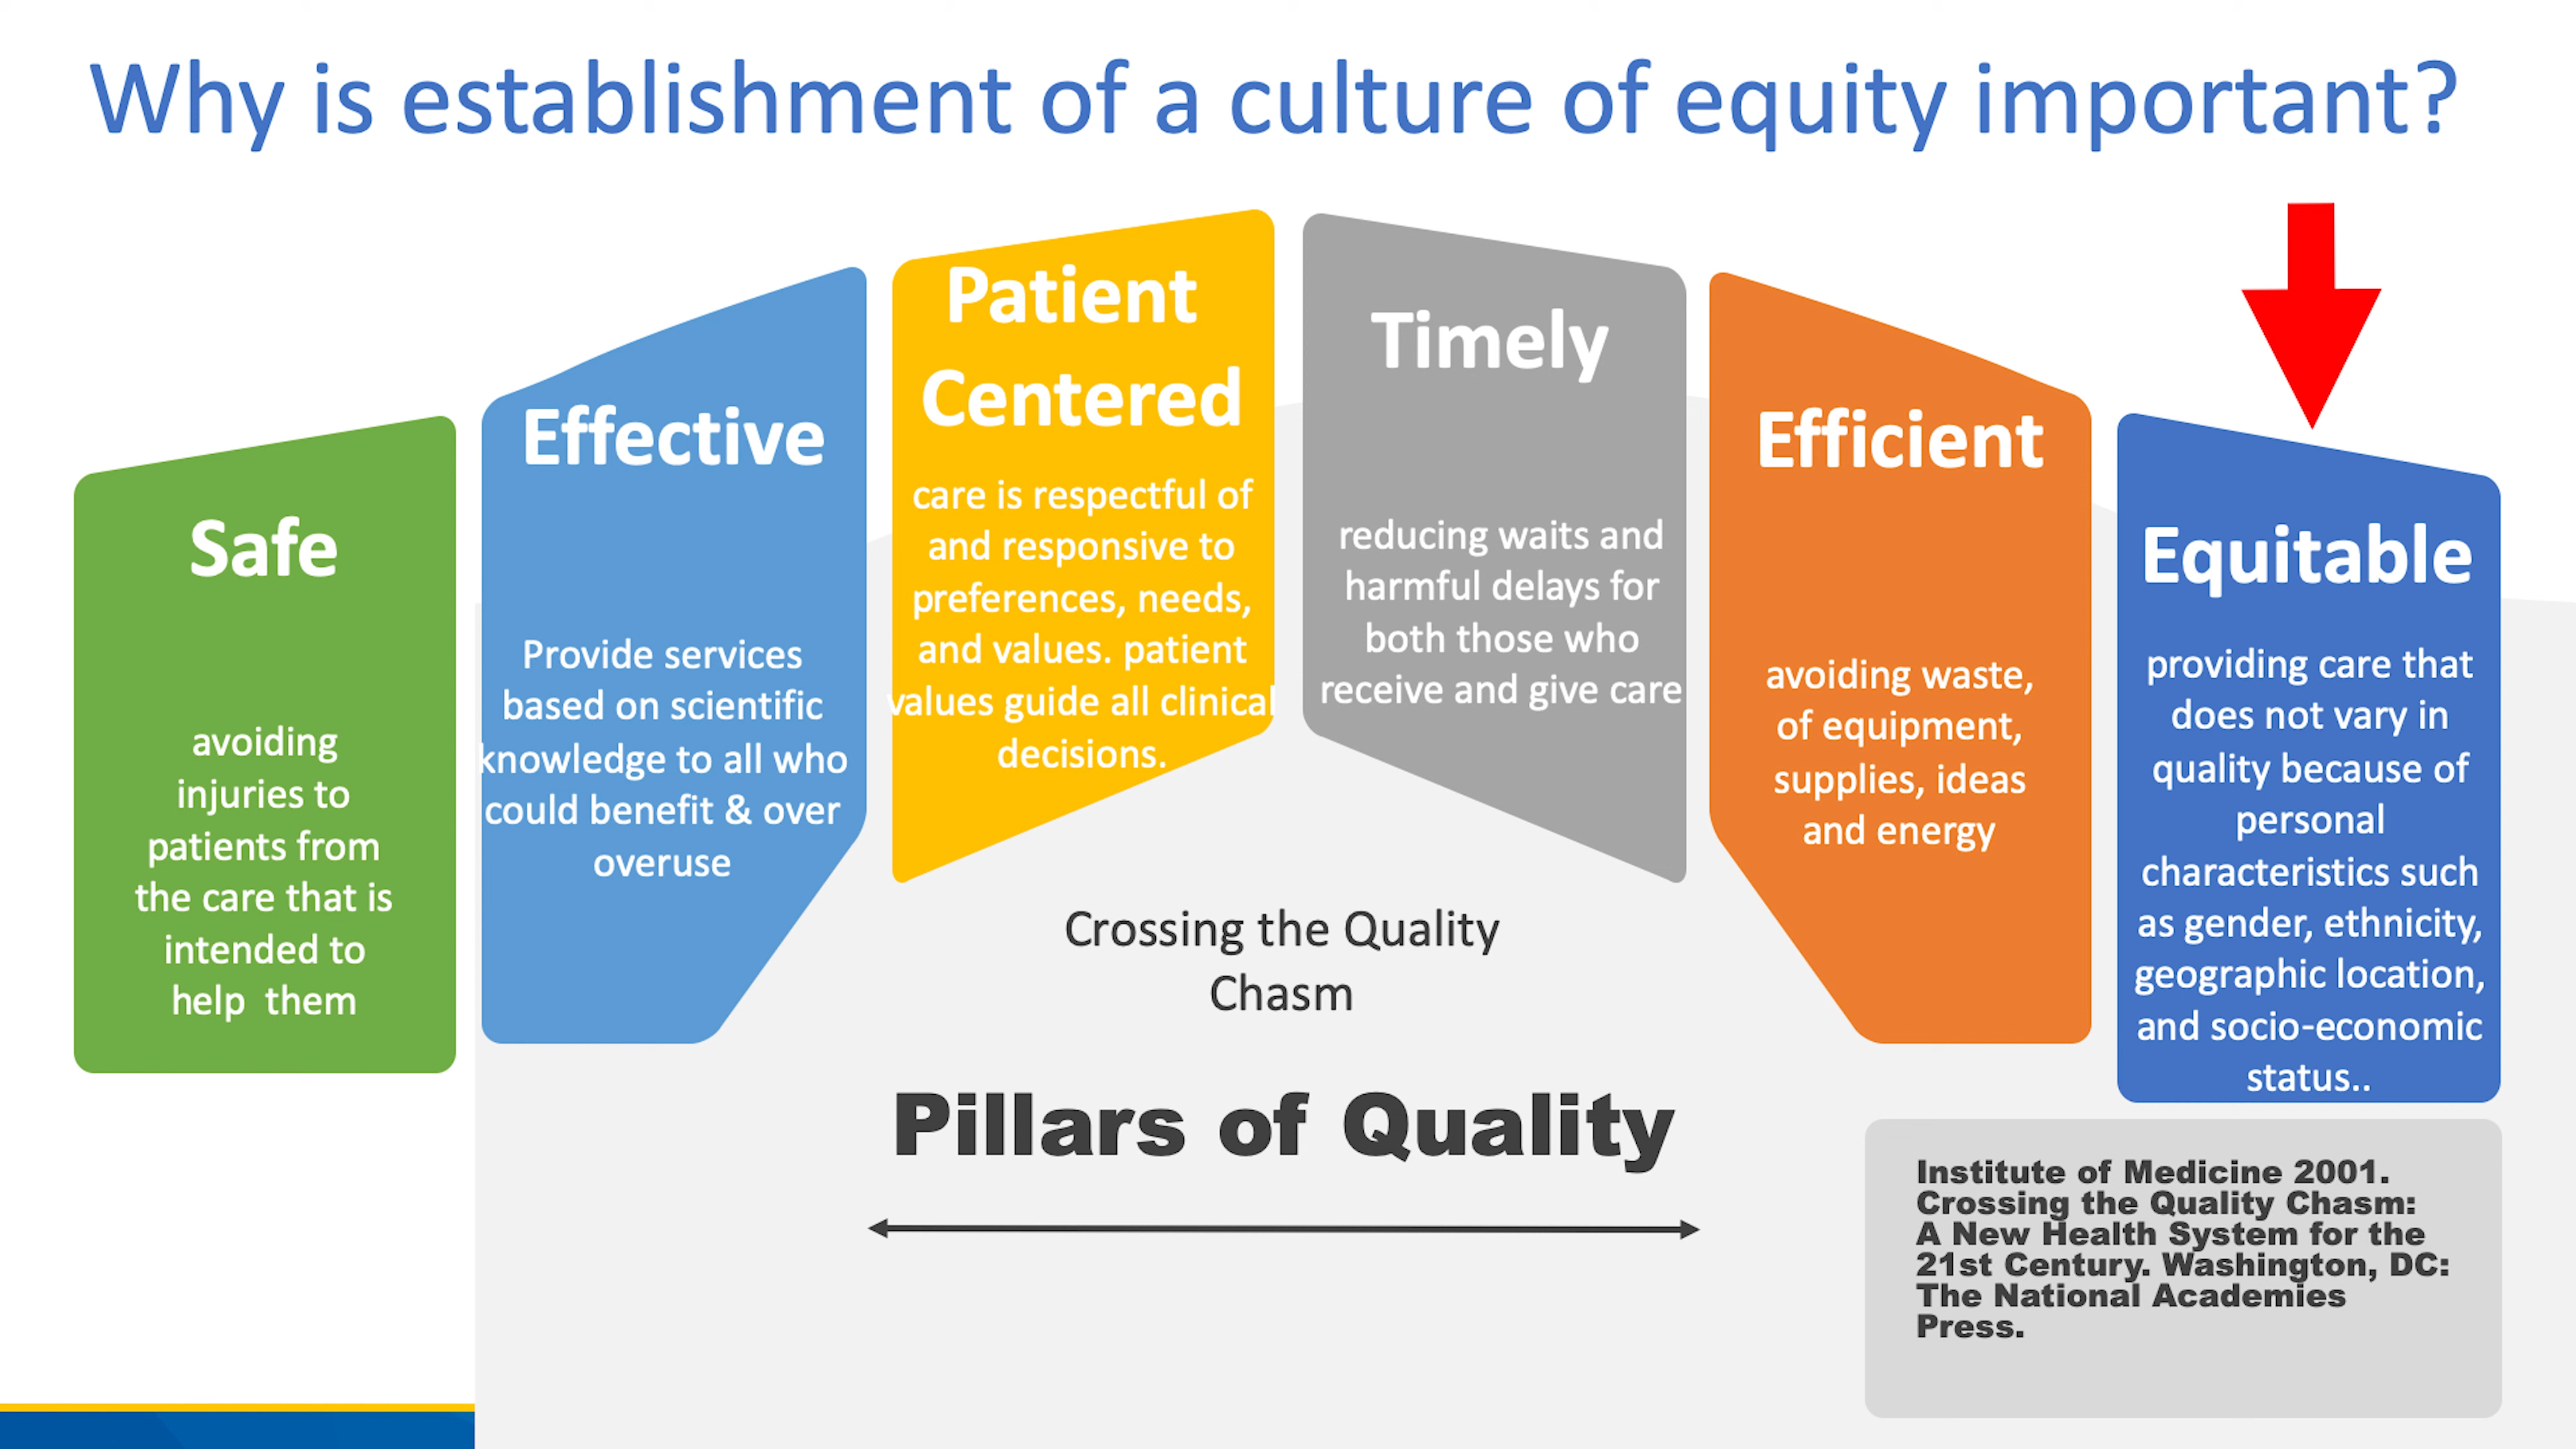 Why is establishment of a culture of equity important?
Safe
avoiding
injuries to
patients from
the care that is
intended to
help  them
Effective
Provide services
based on scientific
knowledge to all who
could benefit & over
overuse
Patient
Centered
care is respectful of
and responsive to
preferences, needs,
and values. patient
values guide all clinical
decisions.
Timely
reducing waits and
harmful delays for
both those who
receive and give care
Efficient
avoiding waste,
of equipment,
supplies, ideas
and energy
Equitable
providing care that
does not vary in
quality because of
personal
characteristics such
as gender, ethnicity,
geographic location,
and socio-economic
status..
Crossing the Quality
Chasm
Pillars of Quality
Institute of Medicine 2001.
Crossing the Quality Chasm:
A New Health System for the
21st Century. Washington, DC:
The National Academies
Press.